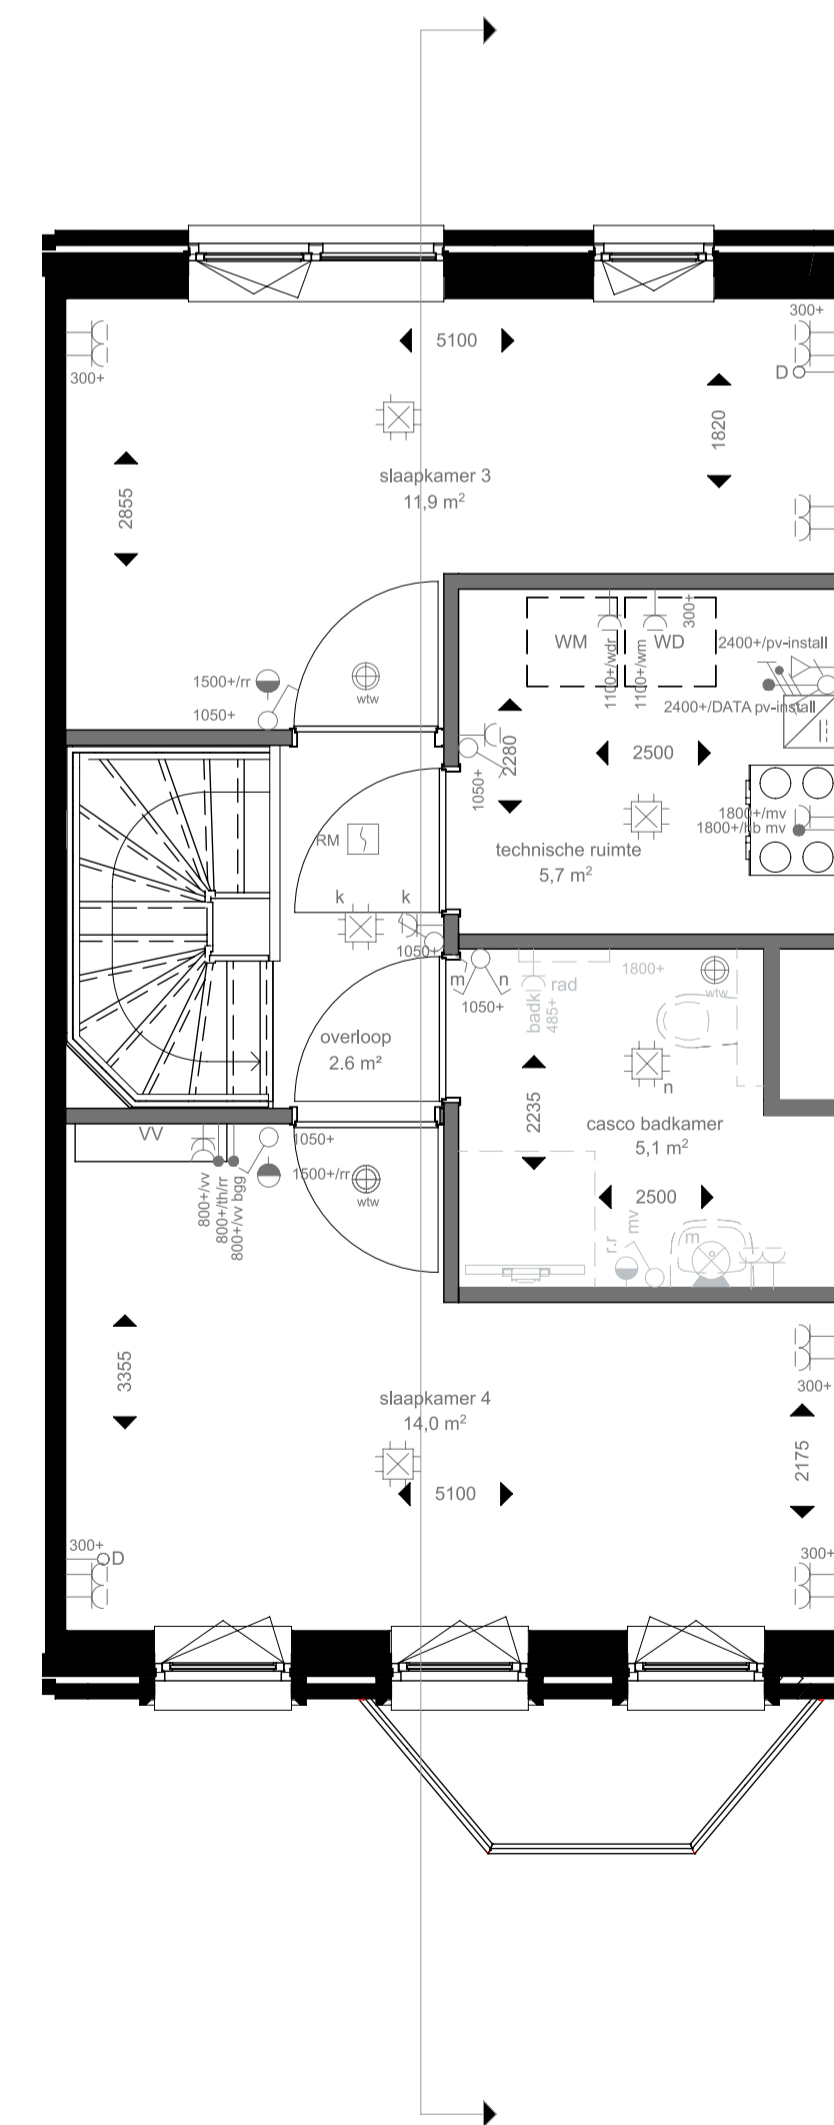 300+
5100
300+
D
1820
2855
slaapkamer 3
11,9 m²
WM
WD
300+
1100+/wdr
1100+/wm
2400+/pv-install
2400+/DATA pv-install
1500+/rr
1050+
wtw
2280
2500
1050+
1800+/mv
1800+/hb mv
RM
technische ruimte
5,7 m²
k
k
1050+
m
n
1050+
badk
485+
rad
1800+
wtw
overloop
2.6 m²
n
2235
casco badkamer
5,1 m²
VV
1050+
1500+/rr
800+/vv
800+/th/rr
800+/vv bgg
wtw
2500
r.r
mv
m
3355
300+
slaapkamer 4
14,0 m²
2175
5100
300+
D
300+